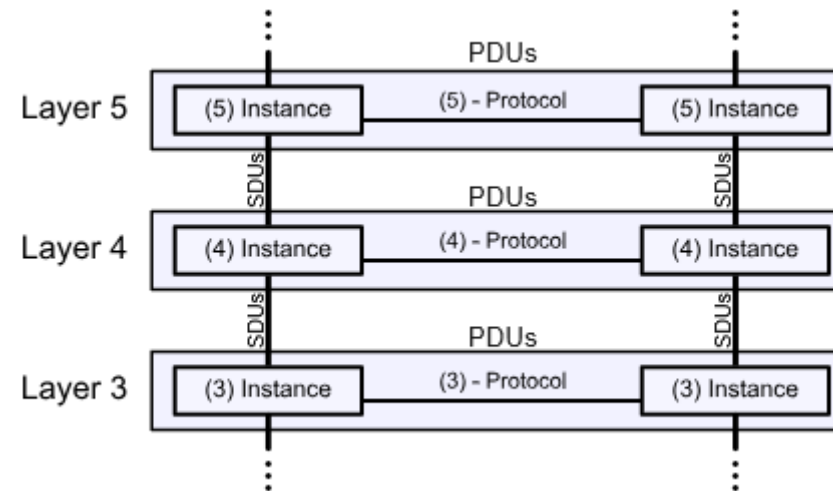 PDUs
Layer 5
(5) Instance
(5) - Protocol
(5) Instance
SDUs
SDUs
PDUs
Layer 4
(4) Instance
(4) - Protocol
(4) Instance
SDUs
SDUs
PDUs
Layer 3
(3) Instance
(3) - Protocol
(3) Instance